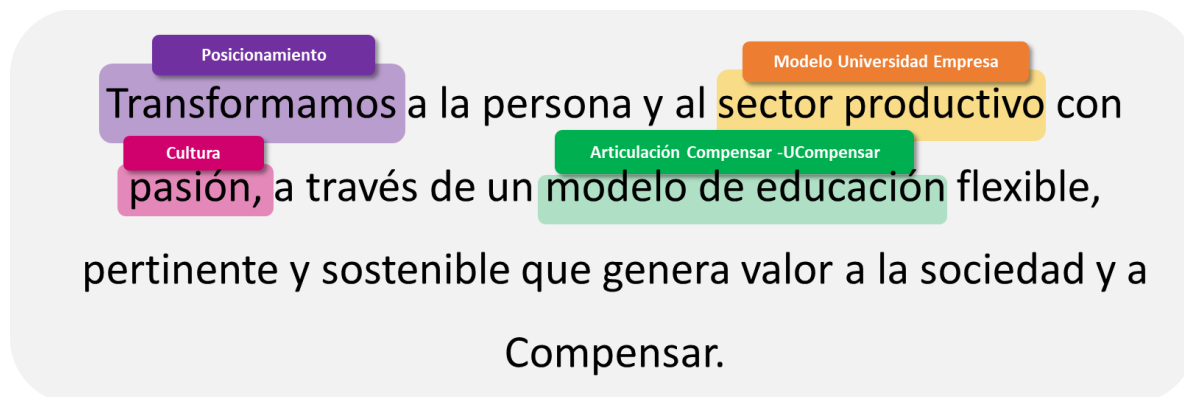 Posicionamiento
Modelo Universidad Empresa
Transformamos a la persona y al sector productivo con
Cultura
Articulación Compensar -UCompensar
pasión, a través de un modelo de educación flexible,
pertinente y sostenible que genera valor a la sociedad y a
Compensar.